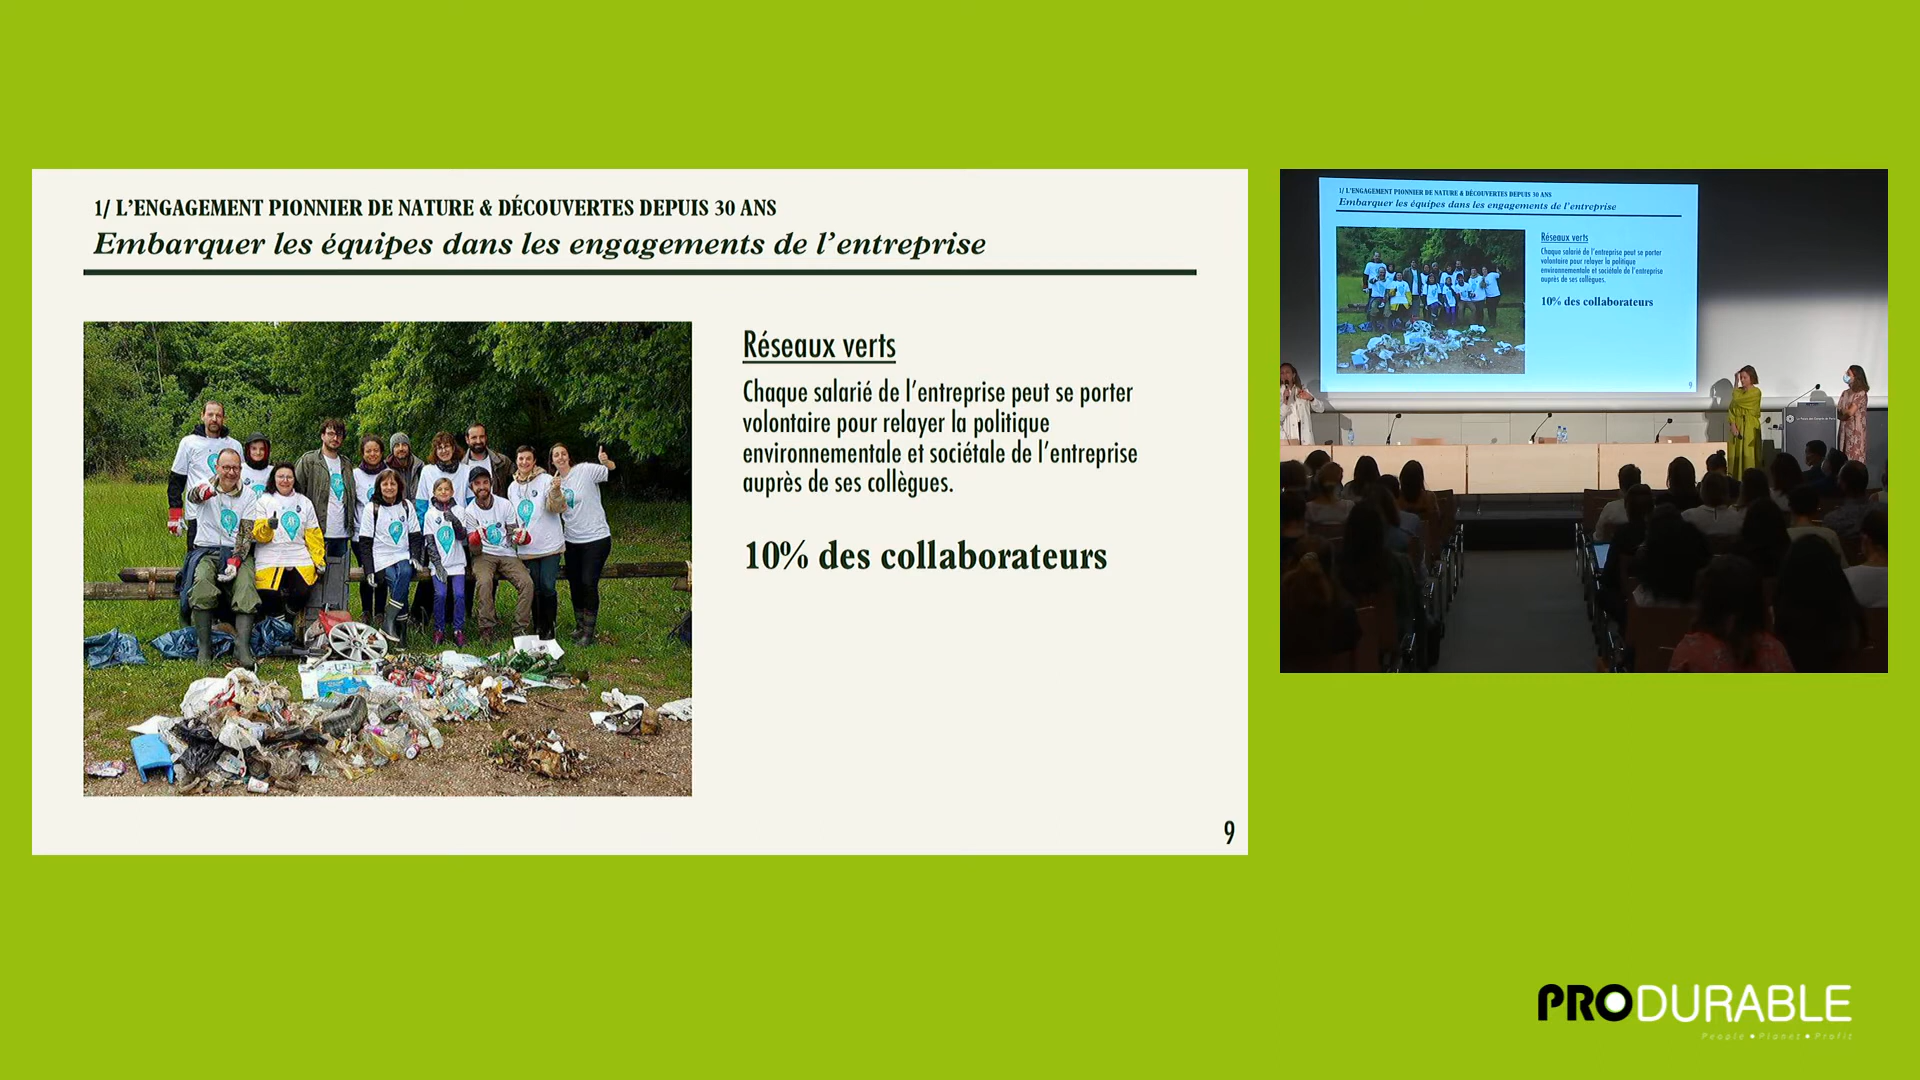 1/ L'ENGAGEMENT PIONNIER DE NATURE & DÉCOUVERTES DEPUIS 30 ANS
Embarquer les équipes dans les engagements de l'entreprise
Réseaux verts
Chaque salarié de l'entreprise peut se porter
volontaire pour relayer la politique
environnementale et sociétale de l'entreprise
auprès de ses collègues.
10% des collaborateurs
9
1/ L'ENGAGEMENT PIONNIER DE NATURE & DÉCOUVERTES DEPUIS 30 ANS
Embarquer les équipes dans les engagements de l'entreprise
Réseaux verts
Chaque salarié de l'entreprise peut se porter
volontaire pour relayer la politique
environnementale et sociétale de l'entreprise
auprès de ses collègues.
10% des collaborateurs
9
PRODURABLE
People • Planet • Profit